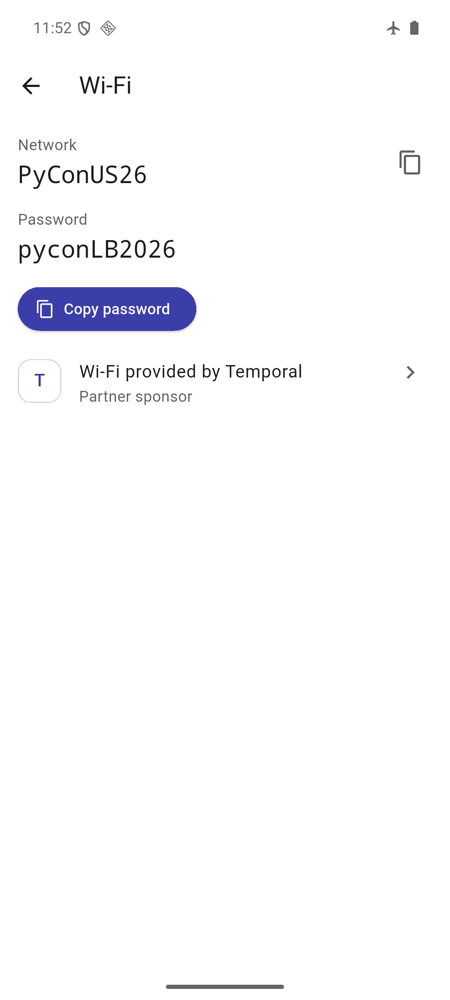 11:52
Wi-Fi
Network
PyConUS26
Password
pyconLB2026
Copy password
T
Wi-Fi provided by Temporal
Partner sponsor